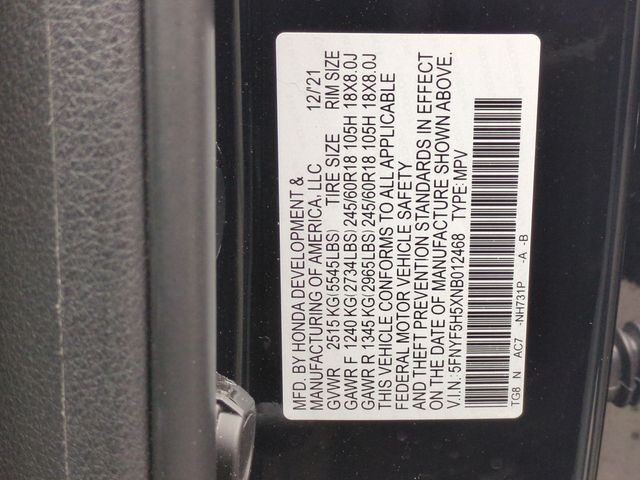 MFD. BY HONDA DEVELOPMENT &
MANUFACTURING OF AMERICA, LLC 12/'21
GVWR 2515 KG(5545LBS) TIRE SIZE RIM SIZE
GAWR F 1240 KG(2734LBS) 245/60R18 105H 18X8.0J
GAWR R 1345 KG(2965LBS) 245/60R18 105H 18X8.0J
THIS VEHICLE CONFORMS TO ALL APPLICABLE
FEDERAL MOTOR VEHICLE SAFETY
AND THEFT PREVENTION STANDARDS IN EFFECT
ON THE DATE OF MANUFACTURE SHOWN ABOVE.
V.I.N.: 5FNYF5H5XNB012468 TYPE: MPV
TG8 N AC7 -NH731P -A -B